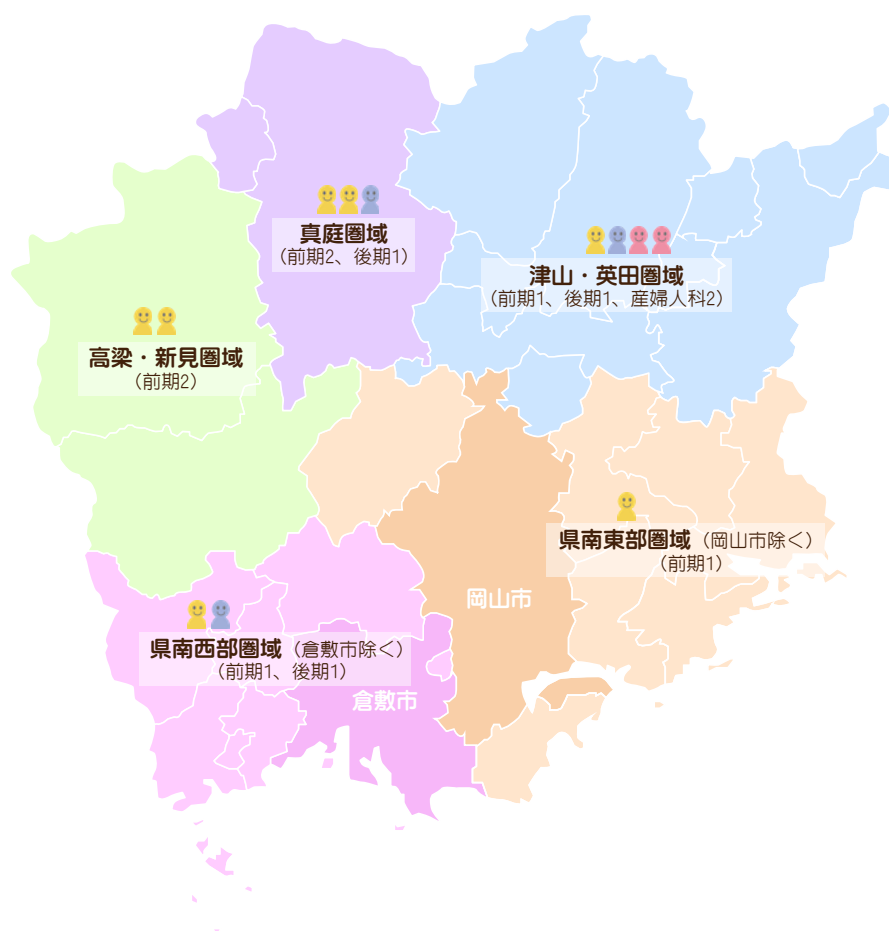 真庭圏域
(前期2、後期1)
津山・英田圏域
(前期1、後期1、産婦人科2)
高梁・新見圏域
(前期2)
県南東部圏域(岡山市除く)
(前期1)
岡山市
県南西部圏域(倉敷市除く)
(前期1、後期1)
倉敷市